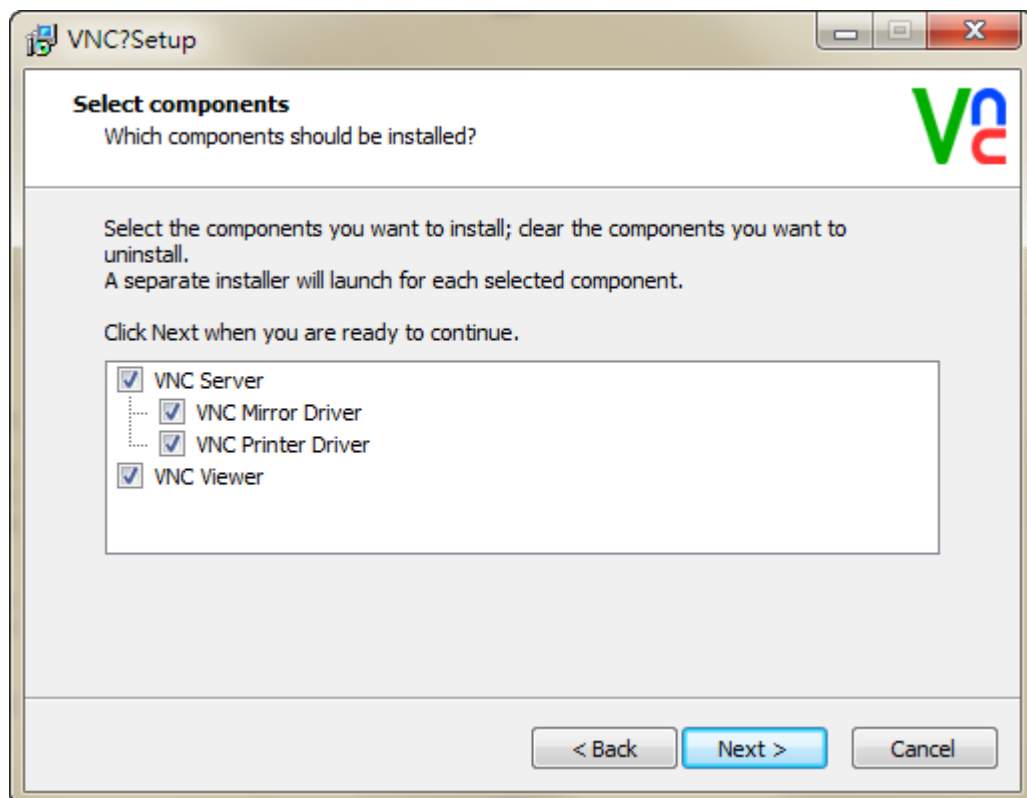 VNC?Setup
Select components
Which components should be installed?
Vnc
Select the components you want to install; clear the components you want to
uninstall.
A separate installer will launch for each selected component.
Click Next when you are ready to continue.
VNC Server
VNC Mirror Driver
VNC Printer Driver
VNC Viewer
< Back
Next >
Cancel